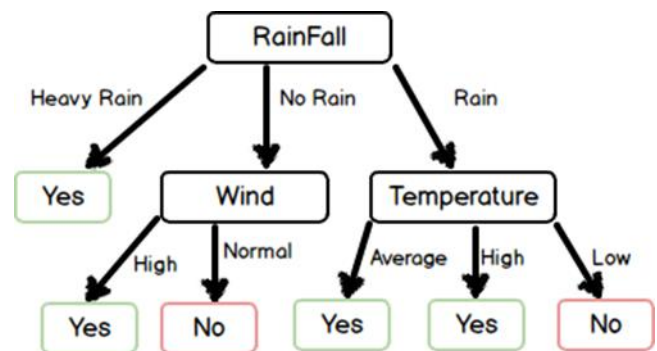 RainFall
Heavy Rain
No Rain
Rain
Yes
Wind
Temperature
High
Normal
Average
High
Low
Yes
No
Yes
Yes
No